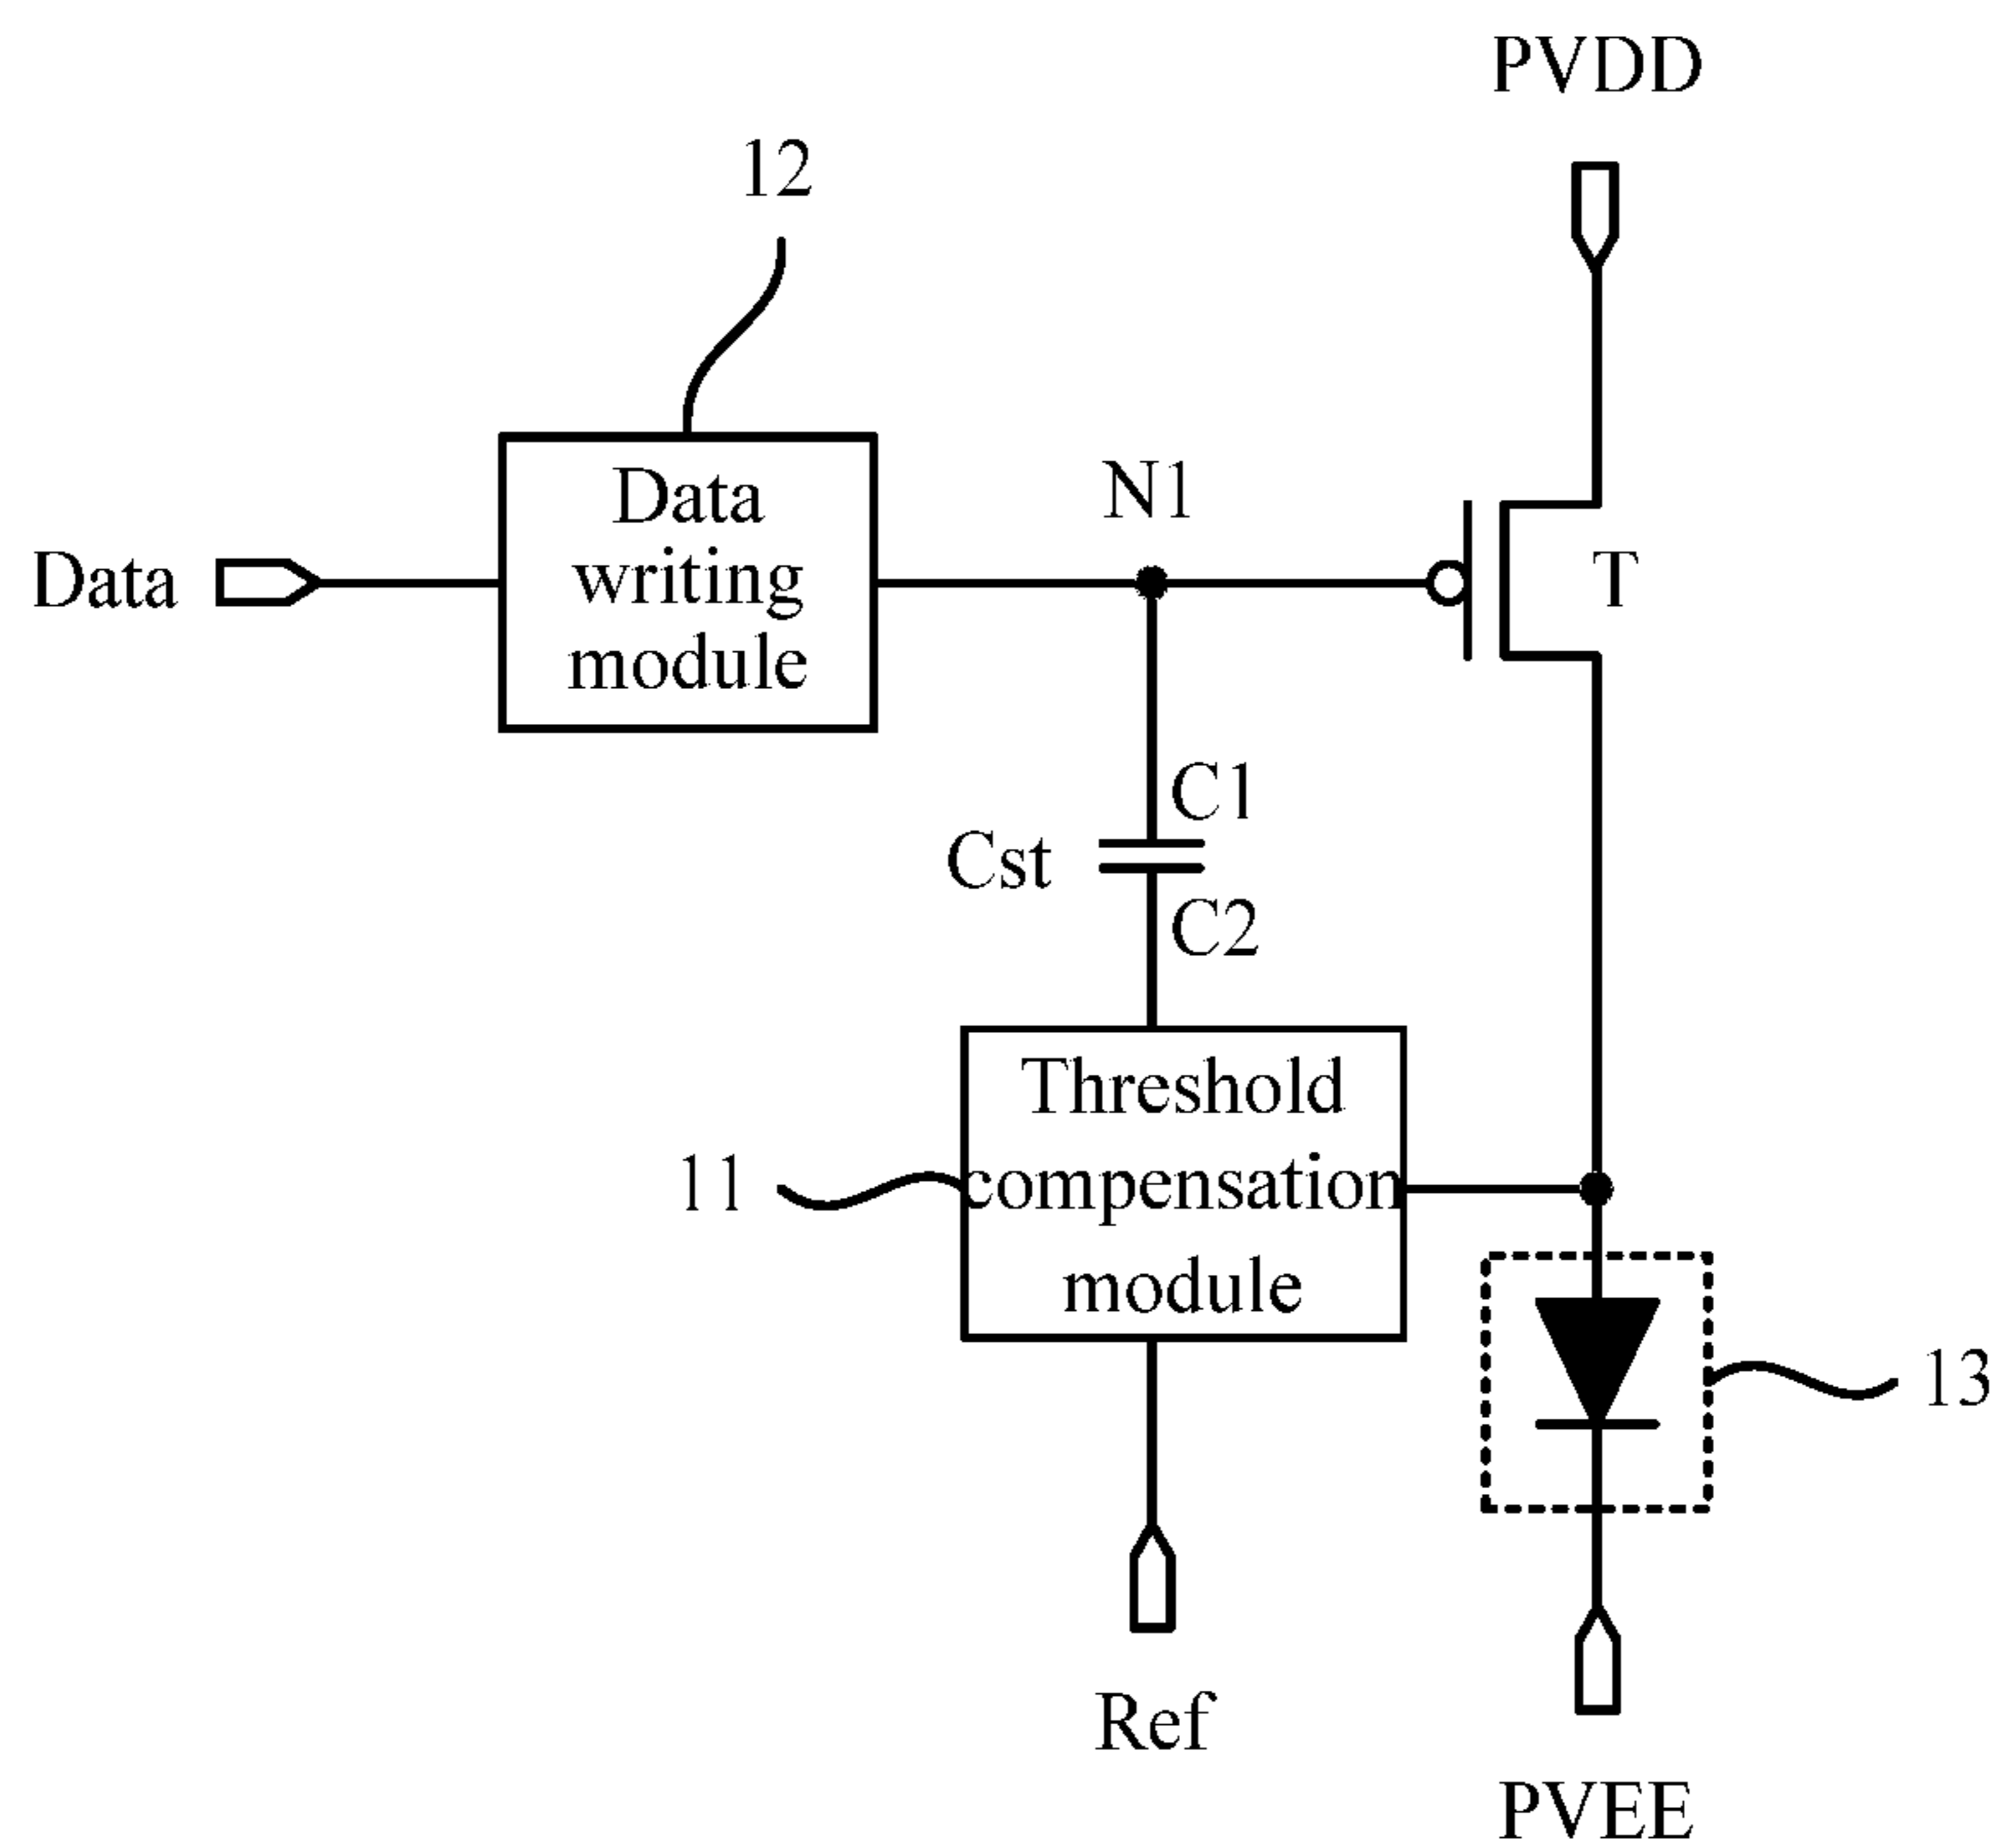 PVDD
12
Data
writing
module
N1
Data
T
C1
Cst
C2
Threshold
compensation
module
11
13
Ref
PVEE